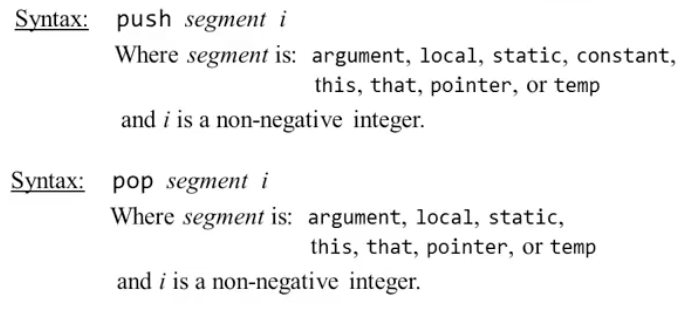 Syntax: push segment i
Where segment is: argument, local, static, constant,
this, that, pointer, or temp
and i is a non-negative integer.
Syntax: pop segment i
Where segment is: argument, local, static,
this, that, pointer, or temp
and i is a non-negative integer.